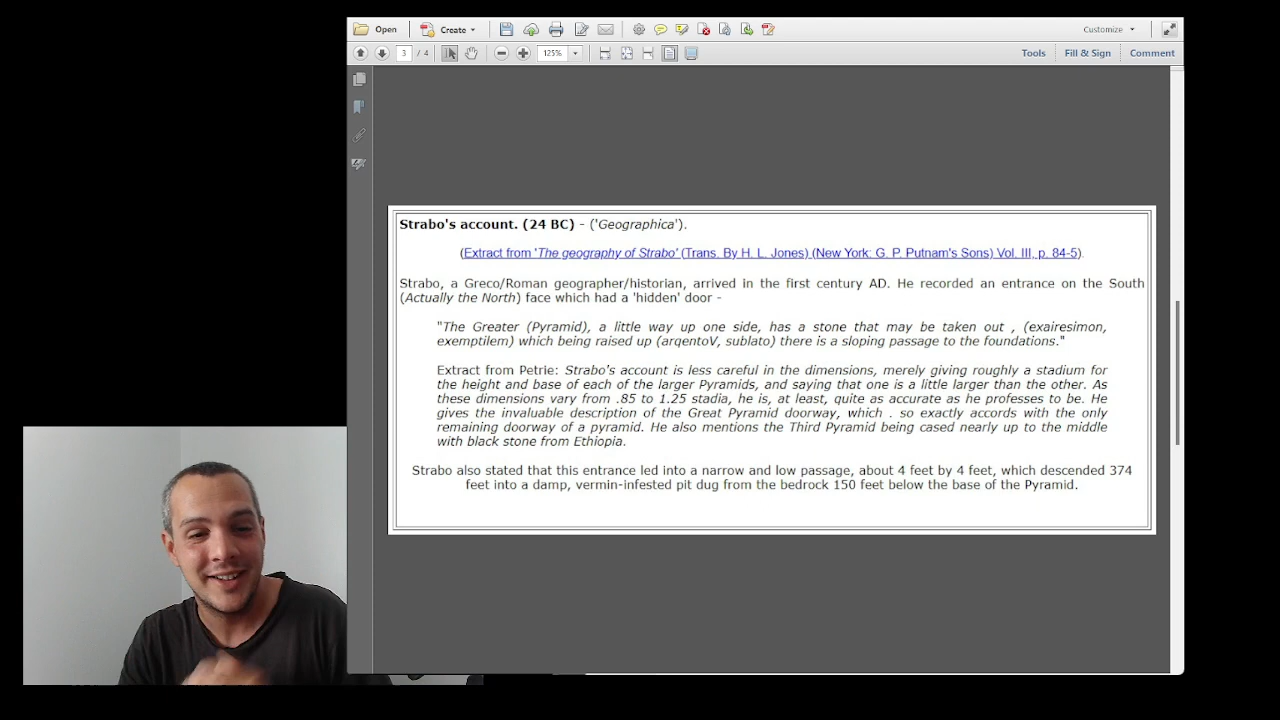 Open
Create
Customize
3 / 4
125%
Tools
Fill & Sign
Comment
Strabo's account. (24 BC) - ('Geographica').
(Extract from 'The geography of Strabo' (Trans. By H. L. Jones) (New York: G. P. Putnam's Sons) Vol. III, p. 84-5).
Strabo, a Greco/Roman geographer/historian, arrived in the first century AD. He recorded an entrance on the South
(Actually the North) face which had a 'hidden' door -
"The Greater (Pyramid), a little way up one side, has a stone that may be taken out , (exairesimon,
exemptilem) which being raised up (arqentoV, sublato) there is a sloping passage to the foundations."
Extract from Petrie: Strabo's account is less careful in the dimensions, merely giving roughly a stadium for
the height and base of each of the larger Pyramids, and saying that one is a little larger than the other. As
these dimensions vary from .85 to 1.25 stadia, he is, at least, quite as accurate as he professes to be. He
gives the invaluable description of the Great Pyramid doorway, which . so exactly accords with the only
remaining doorway of a pyramid. He also mentions the Third Pyramid being cased nearly up to the middle
with black stone from Ethiopia.
Strabo also stated that this entrance led into a narrow and low passage, about 4 feet by 4 feet, which descended 374
feet into a damp, vermin-infested pit dug from the bedrock 150 feet below the base of the Pyramid.